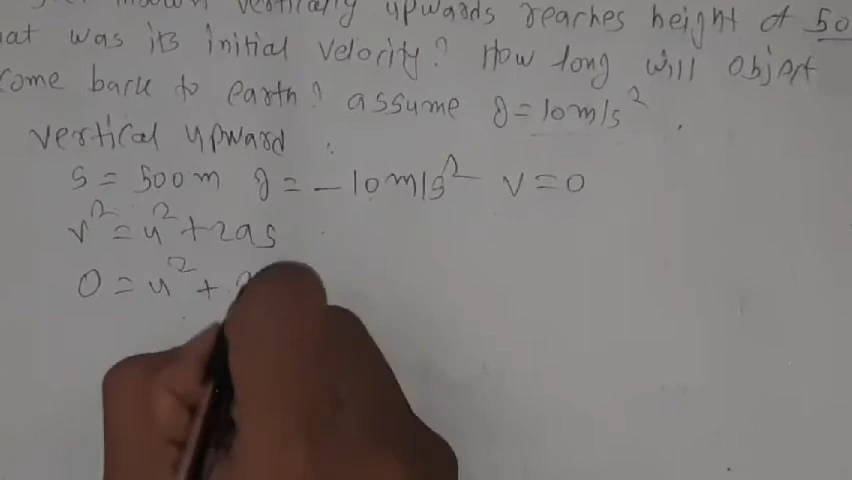 vertically upwards reaches height of 50
at was its initial velocity? How long will object
come back to earth? assume g=10m/s²
vertical upward :
s = 500m g = -10m/s² v=0
v²=u²+2as
0=u²+